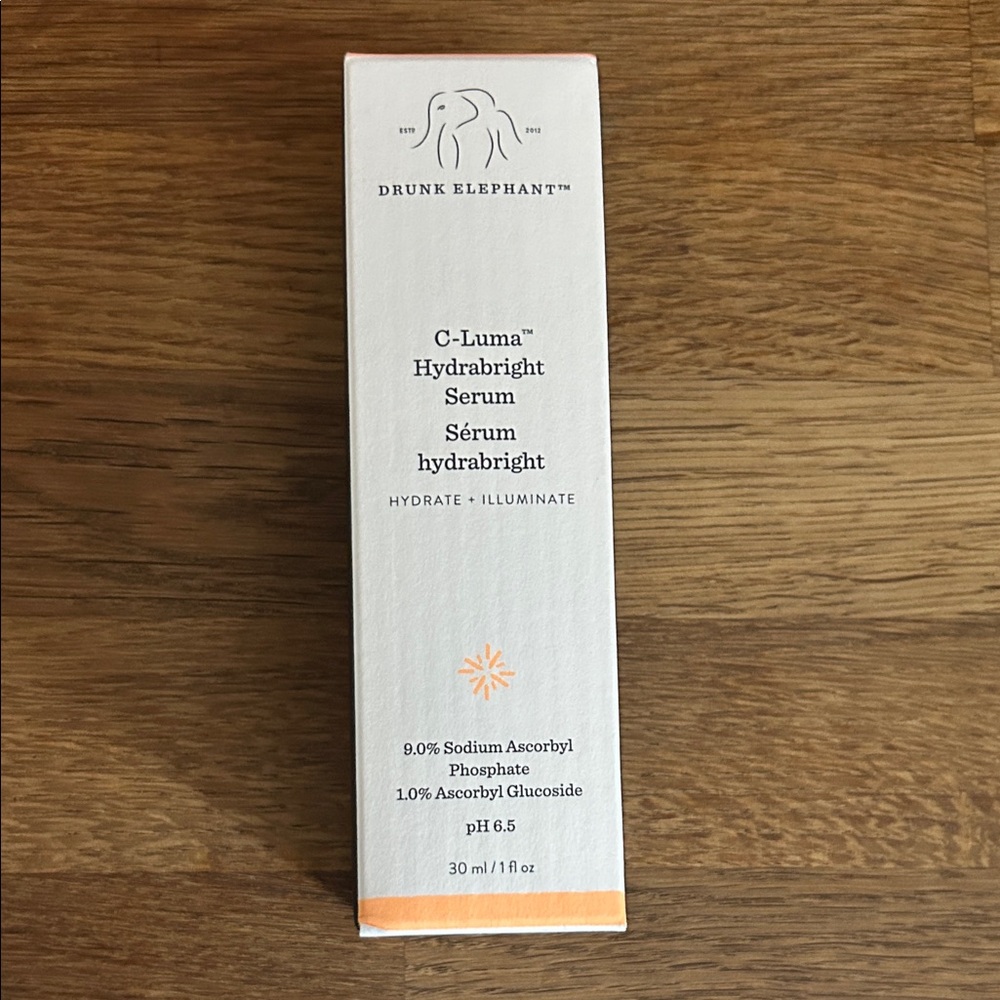 ESTD 2012
DRUNK ELEPHANT™
C-Luma™
Hydrabright
Serum
Sérum
hydrabright
HYDRATE + ILLUMINATE
9.0% Sodium Ascorbyl
Phosphate
1.0% Ascorbyl Glucoside
pH 6.5
30 ml / 1 fl oz